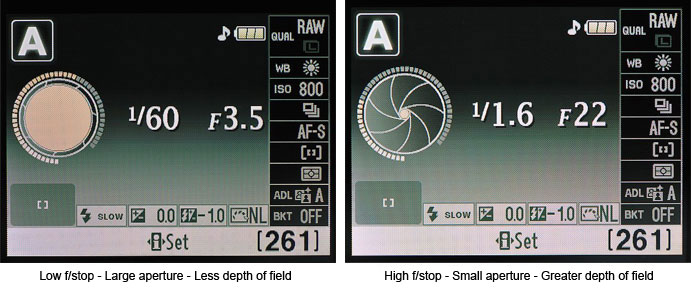 A
QUAL RAW
L
WB
ISO 800
1/60 F3.5
AF-S
[ ]
ADL A
SLOW 0.0 -1.0 NL BKT OFF
i Set [261]
A
QUAL RAW
L
WB
ISO 800
1/1.6 F22
AF-S
[ ]
ADL A
SLOW 0.0 -1.0 NL BKT OFF
i Set [261]
Low f/stop - Large aperture - Less depth of field
High f/stop - Small aperture - Greater depth of field